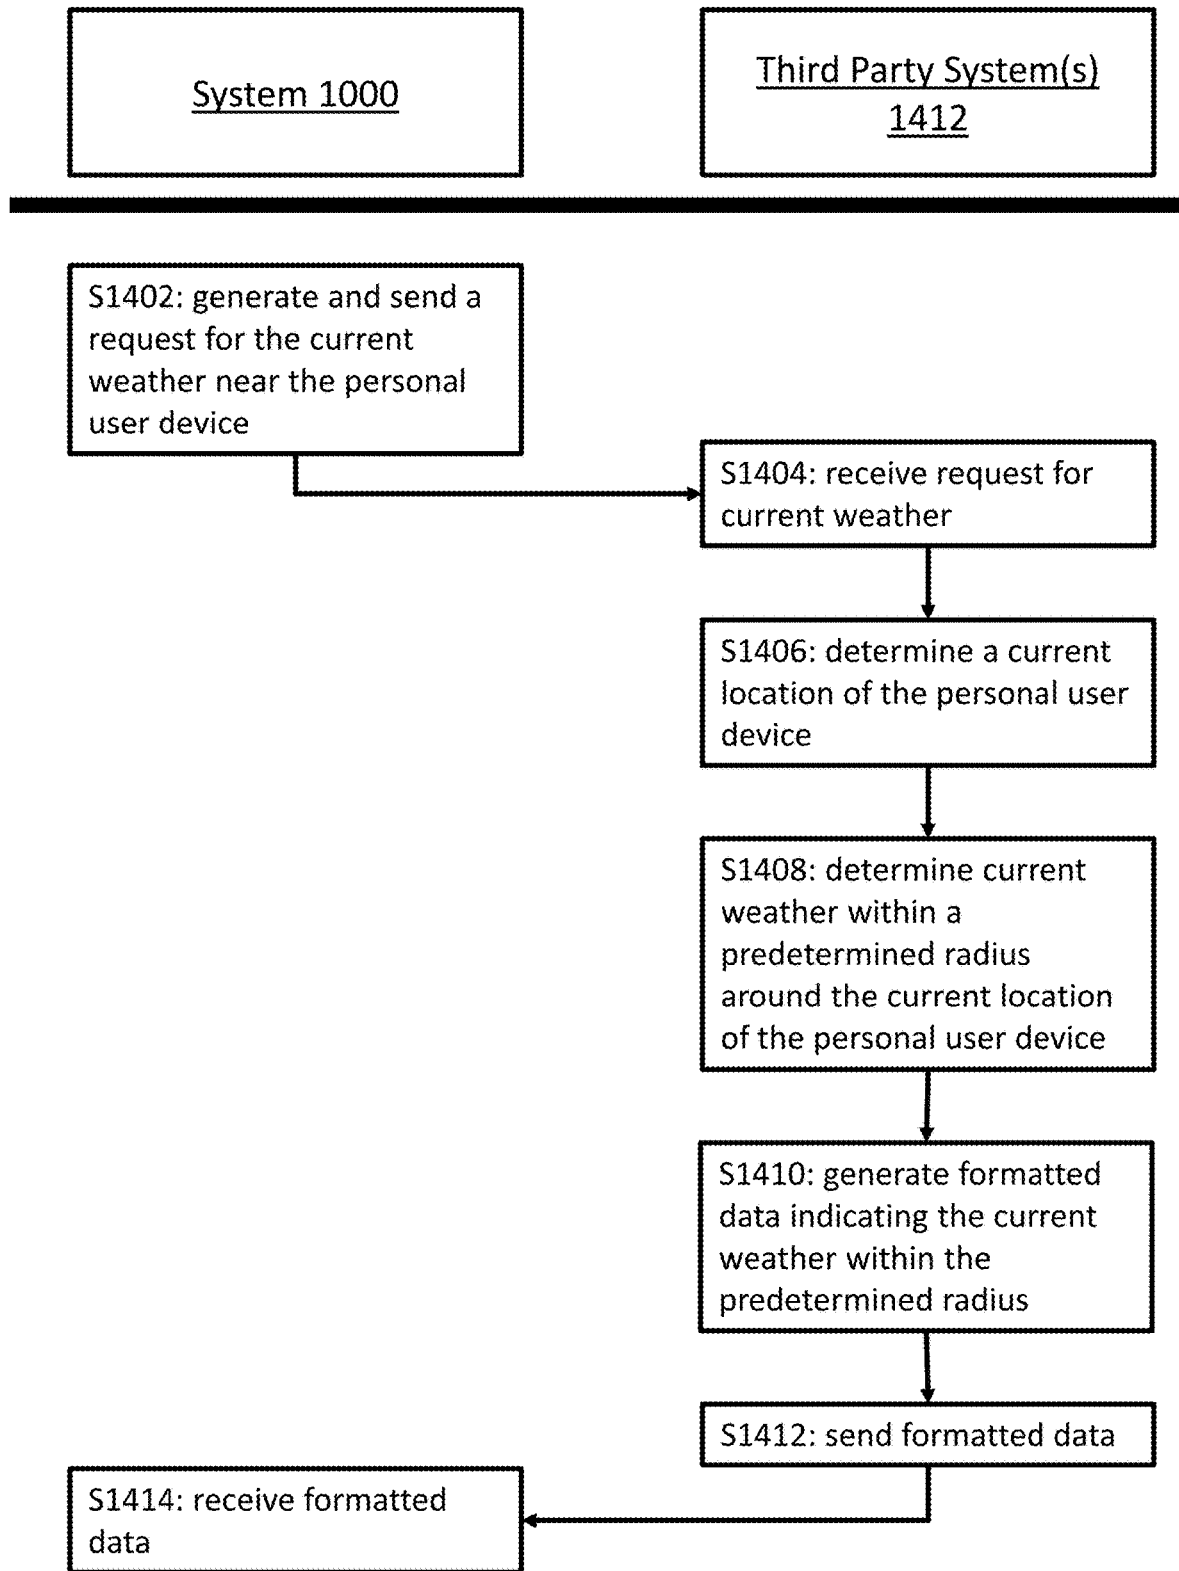 System 1000
Third Party System(s)
1412
S1402: generate and send a
request for the current
weather near the personal
user device
S1404: receive request for
current weather
S1406: determine a current
location of the personal user
device
S1408: determine current
weather within a
predetermined radius
around the current location
of the personal user device
S1410: generate formatted
data indicating the current
weather within the
predetermined radius
S1412: send formatted data
S1414: receive formatted
data